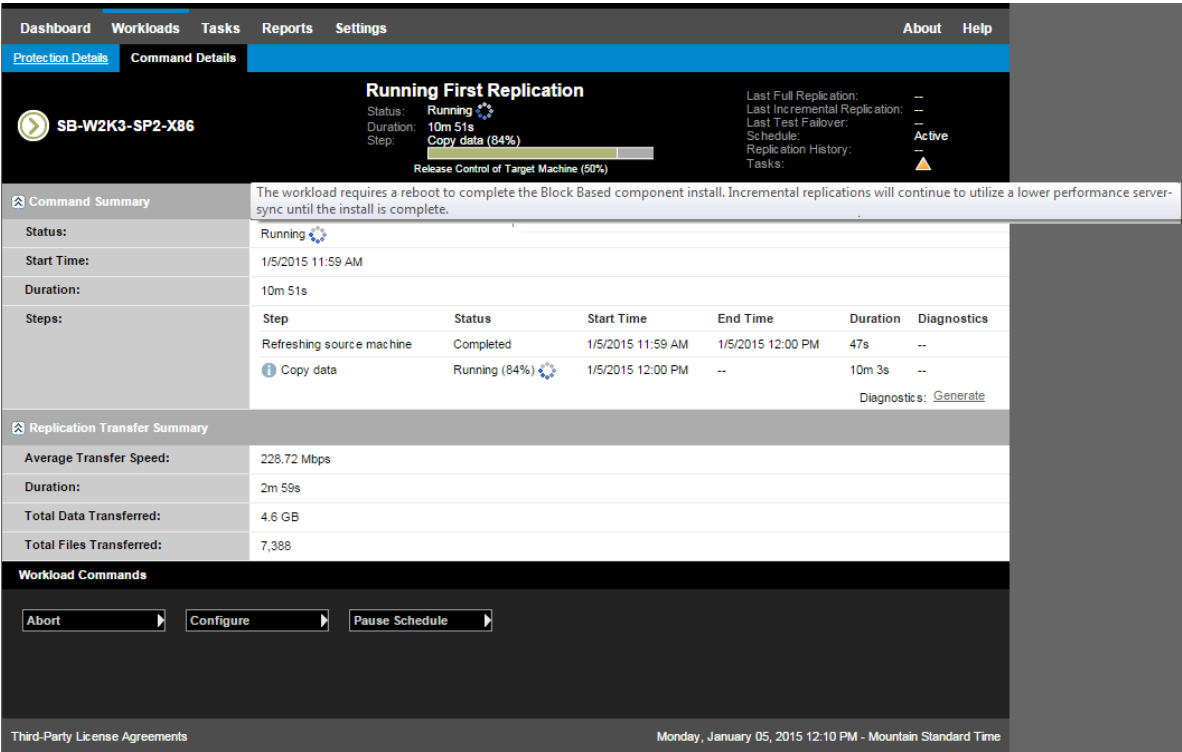 Dashboard Workloads Tasks Reports Settings About Help
Protection Details Command Details
Running First Replication
SB-W2K3-SP2-X86
Status: Running
Duration: 10m 51s
Step: Copy data (84%)
Release Control of Target Machine (50%)
Last Full Replication: --
Last Incremental Replication: --
Last Test Failover: --
Schedule: Active
Replication History: --
Tasks:
The workload requires a reboot to complete the Block Based component install. Incremental replications will continue to utilize a lower performance server-
sync until the install is complete.
Command Summary
Status: Running
Start Time: 1/5/2015 11:59 AM
Duration: 10m 51s
Steps: Step Status Start Time End Time Duration Diagnostics
Refreshing source machine Completed 1/5/2015 11:59 AM 1/5/2015 12:00 PM 47s --
Copy data Running (84%) 1/5/2015 12:00 PM -- 10m 3s --
Diagnostics: Generate
Replication Transfer Summary
Average Transfer Speed: 228.72 Mbps
Duration: 2m 59s
Total Data Transferred: 4.6 GB
Total Files Transferred: 7,388
Workload Commands
Abort Configure Pause Schedule
Third-Party License Agreements Monday, January 05, 2015 12:10 PM - Mountain Standard Time